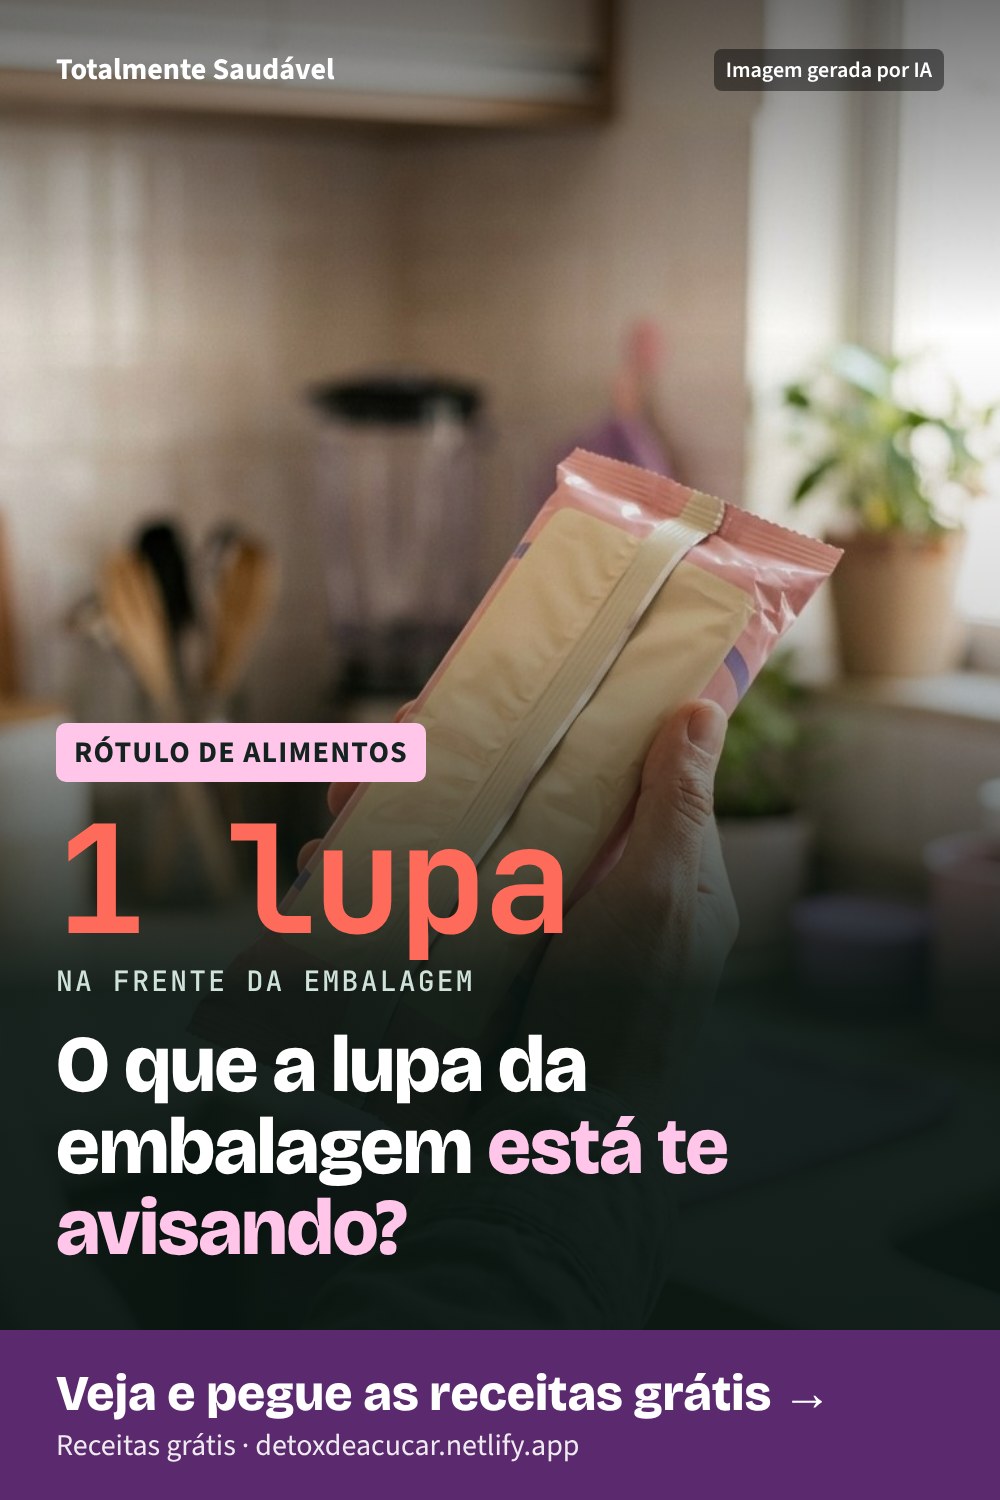 Totalmente Saudável
Imagem gerada por IA
RÓTULO DE ALIMENTOS
1 lupa
NA FRENTE DA EMBALAGEM
O que a lupa da
embalagem está te
avisando?
Veja e pegue as receitas grátis →
Receitas grátis · detoxdeacucar.netlify.app